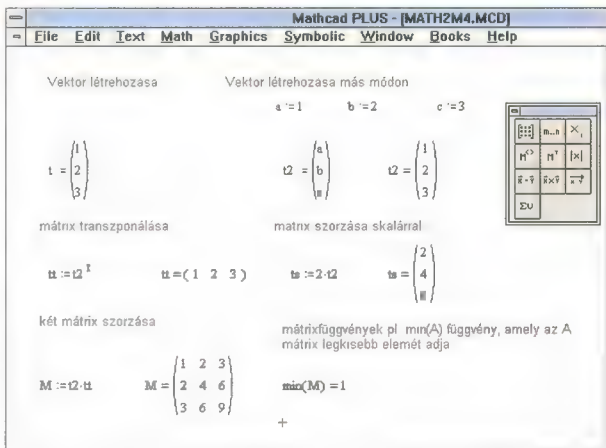 Mathcad PLUS - [MATH2M4.MCD]
File Edit Text Math Graphics Symbolic Window Books Help
Vektor létrehozasa Vektor létrehozasa más módon
a := 1 b := 2 c := 3
m..n
t = (1 2 3) t2 = (a b ) t2 = (1 2 3)
mátrix transzponálása matrix szorzása skalárral
tt := t2^T tt = ( 1 2 3 ) ts := 2·t2 ts = (2 4 )
két mátrix szorzása
mátrixfüggvények pl min(A) függvény, amely az A
mátrix legkisebb elemét adja
M := t2·tt M = (1 2 3 2 4 6 3 6 9) min(M) = 1